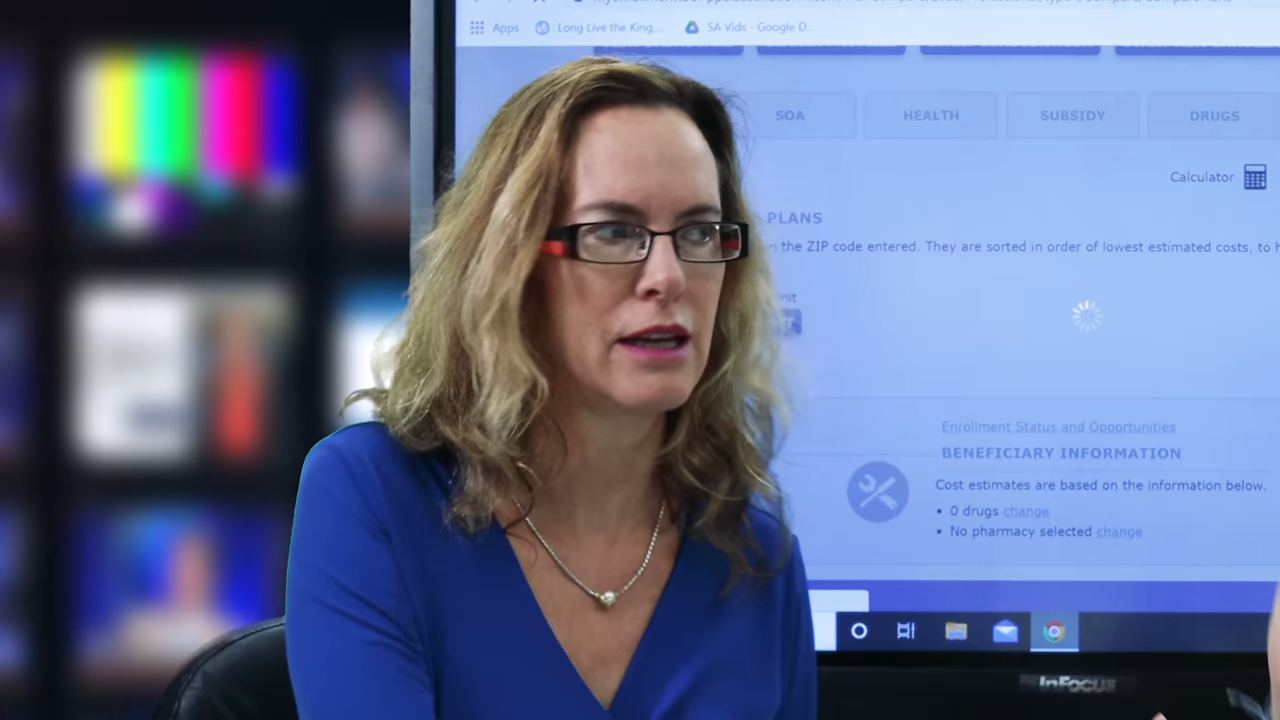 Apps Long Live the King,... SA Vids - Google D...
SOA HEALTH SUBSIDY DRUGS
Calculator
PLANS
the ZIP code entered. They are sorted in order of lowest estimated costs, to
Enrollment Status and Opportunities
BENEFICIARY INFORMATION
Cost estimates are based on the information below.
• 0 drugs change
• No pharmacy selected change
InFocus